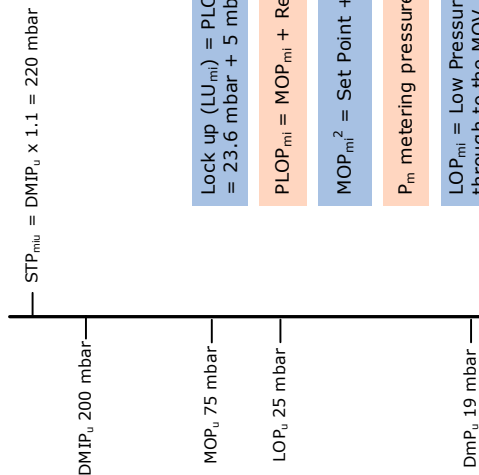 STPmiu = DMIPu x 1.1 = 220 mbar
DMIPu 200 mbar
MOPu 75 mbar
LOPu 25 mbar
DmPu 19 mbar
Lock up (LUmi) = PLO
= 23.6 mbar + 5 mb
PLOPmi = MOPmi + Re
MOPmi² = Set Point +
Pm metering pressure
LOPmi = Low Pressur
through to the MOV